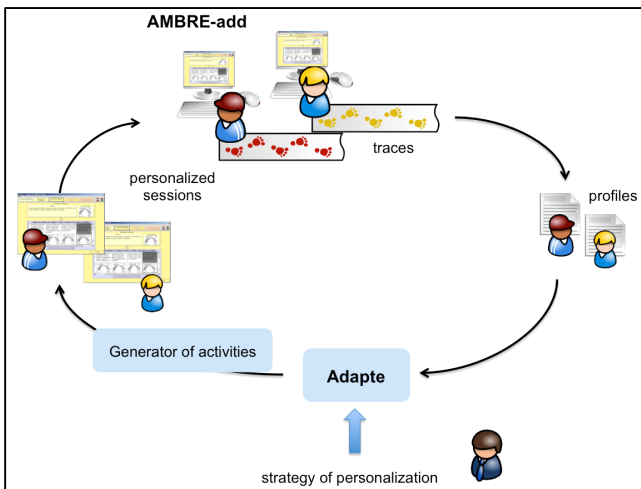 AMBRE-add
traces
personalized
sessions
profiles
Generator of activities
Adapte
strategy of personalization